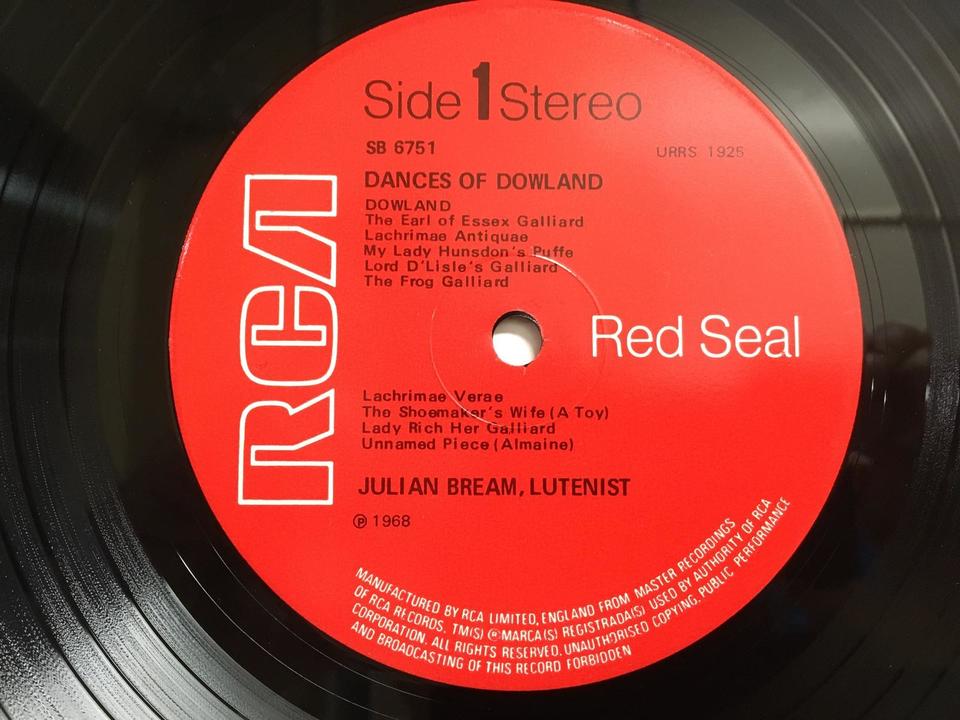 Side 1 Stereo
SB 6751
URRS 1925
DANCES OF DOWLAND
DOWLAND
The Earl of Essex Galliard
Lachrimae Antiquae
My Lady Hunsdon's Puffe
Lord D'Lisle's Galliard
The Frog Galliard
RCA
Red Seal
Lachrimae Verae
The Shoemaker's Wife (A Toy)
Lady Rich Her Galliard
Unnamed Piece (Almaine)
JULIAN BREAM, LUTENIST
℗ 1968
MANUFACTURED BY RCA LIMITED, ENGLAND FROM MASTER RECORDINGS
OF RCA RECORDS. TM(S) ® MARCA(S) REGISTRADA(S) USED BY AUTHORITY OF RCA
CORPORATION. ALL RIGHTS RESERVED. UNAUTHORISED COPYING, PUBLIC PERFORMANCE
AND BROADCASTING OF THIS RECORD FORBIDDEN